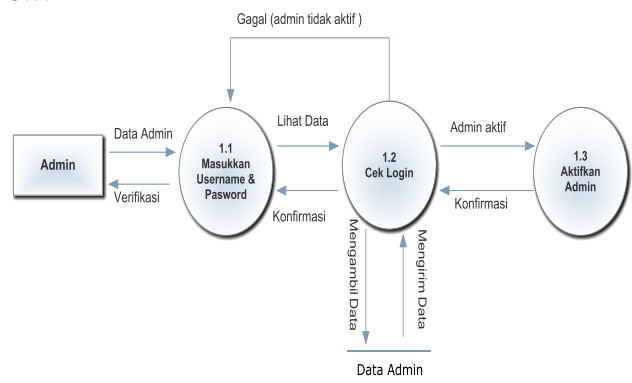 Gagal (admin tidak aktif )
Admin
Data Admin
Verifikasi
1.1
Masukkan
Username &
Pasword
Lihat Data
Konfirmasi
1.2
Cek Login
Admin aktif
Konfirmasi
1.3
Aktifkan
Admin
Mengambil Data
Mengirim Data
Data Admin